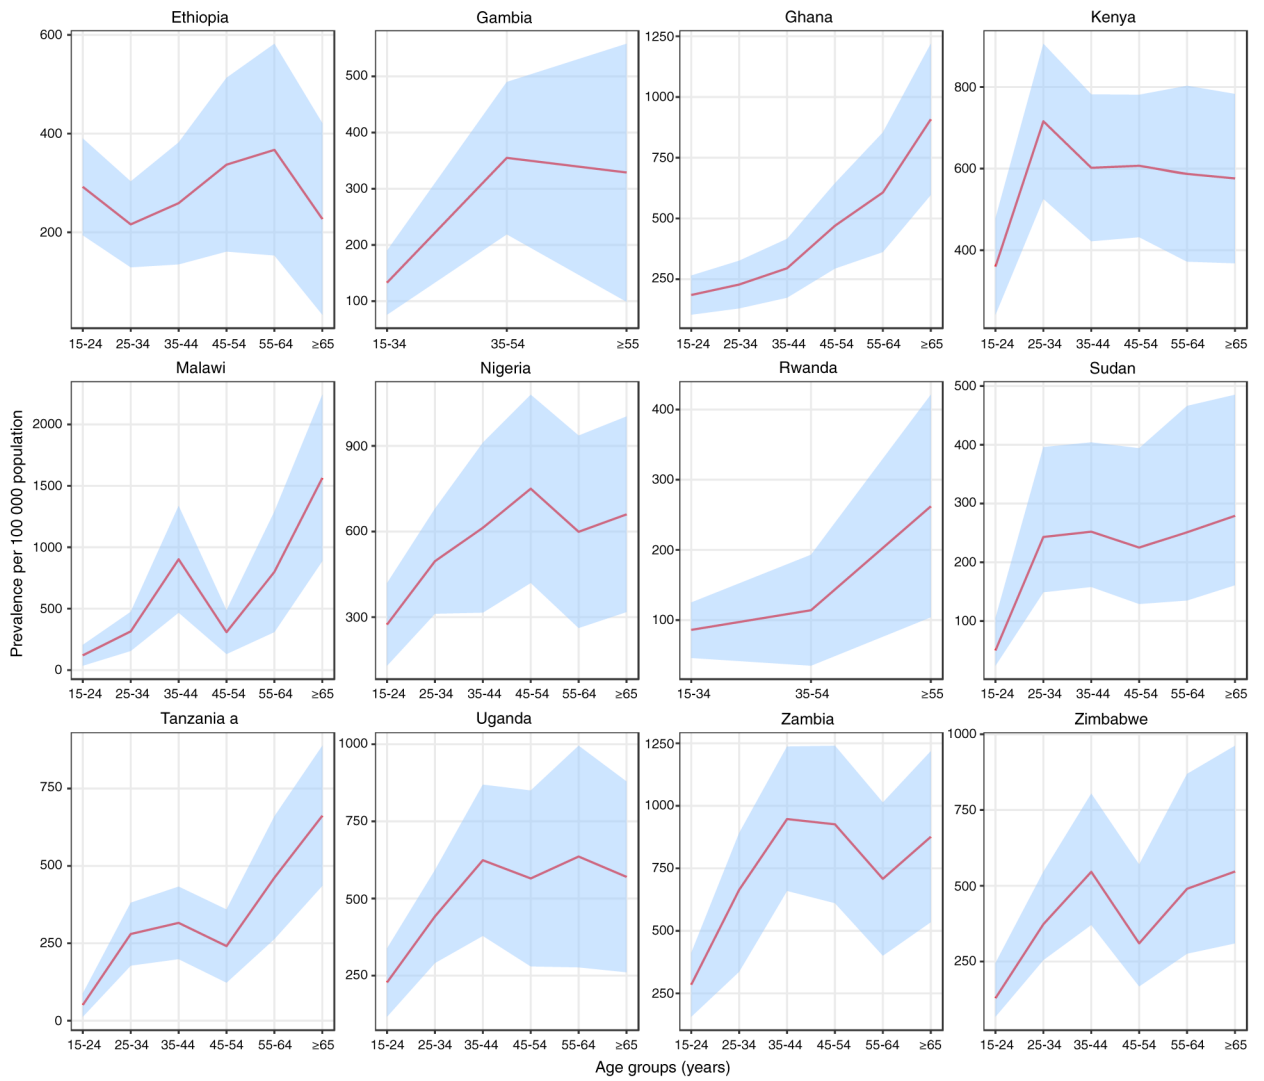 Ethiopia Gambia Ghana Kenya
600
400
200
15-24 25-34 35-44 45-54 55-64 ≥65
500
400
300
200
100
15-34 35-54 ≥55
1250
1000
750
500
250
15-24 25-34 35-44 45-54 55-64 ≥65
800
600
400
15-24 25-34 35-44 45-54 55-64 ≥65
Prevalence per 100 000 population
Malawi Nigeria Rwanda Sudan
2000
1500
1000
500
0
15-24 25-34 35-44 45-54 55-64 ≥65
900
600
300
15-24 25-34 35-44 45-54 55-64 ≥65
400
300
200
100
15-34 35-54 ≥55
500
400
300
200
100
15-24 25-34 35-44 45-54 55-64 ≥65
Tanzania a Uganda Zambia Zimbabwe
750
500
250
0
15-24 25-34 35-44 45-54 55-64 ≥65
1000
750
500
250
15-24 25-34 35-44 45-54 55-64 ≥65
1250
1000
750
500
250
15-24 25-34 35-44 45-54 55-64 ≥65
1000
750
500
250
15-24 25-34 35-44 45-54 55-64 ≥65
Age groups (years)